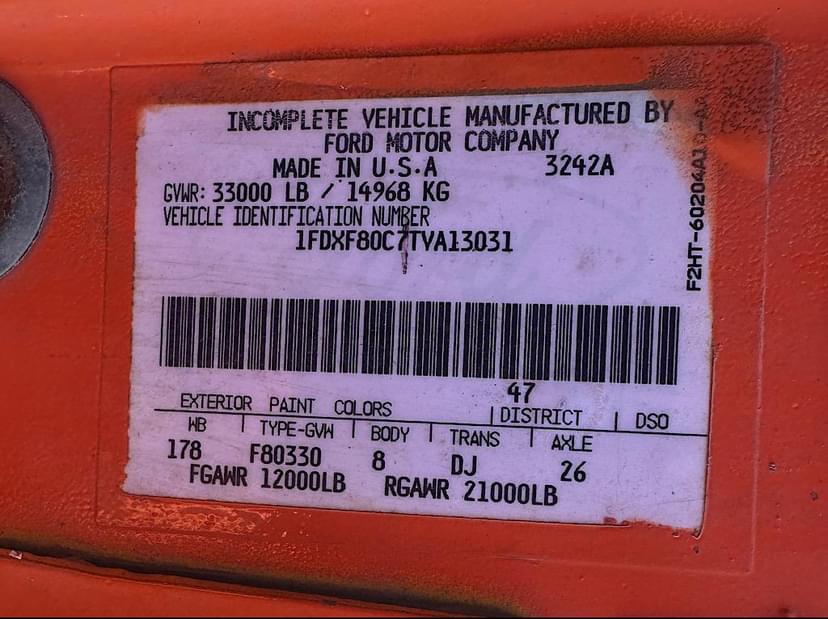 INCOMPLETE VEHICLE MANUFACTURED BY
FORD MOTOR COMPANY
MADE IN U.S.A 3242A
GVWR: 33000 LB / 14968 KG
VEHICLE IDENTIFICATION NUMBER
1FDXF80C7TVA13031
47
EXTERIOR PAINT COLORS DISTRICT DSO
WB TYPE-GVW BODY TRANS AXLE
178 F80330 8 DJ 26
FGAWR 12000LB RGAWR 21000LB